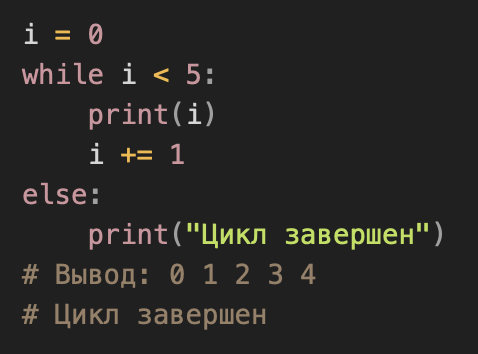 i = 0
while i < 5:
    print(i)
    i += 1
else:
    print("Цикл завершен")
# Вывод: 0 1 2 3 4
# Цикл завершен